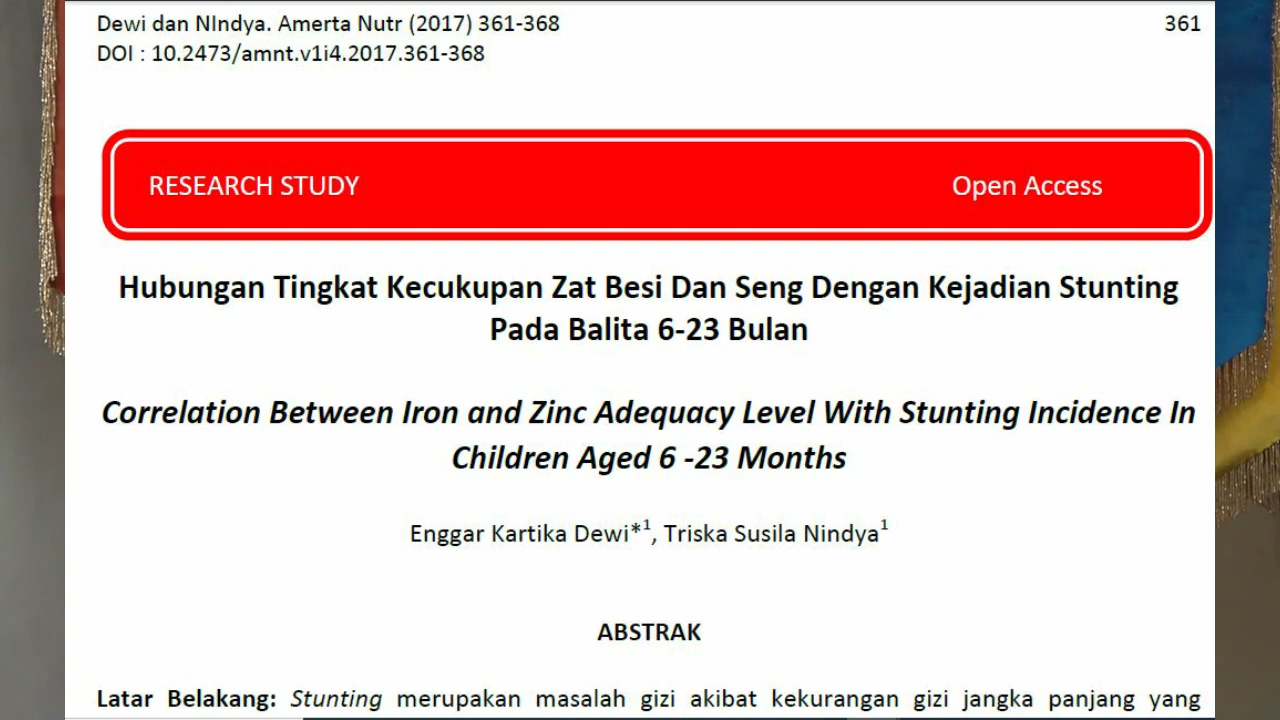 Dewi dan NIndya. Amerta Nutr (2017) 361-368 361
DOI : 10.2473/amnt.v1i4.2017.361-368
RESEARCH STUDY Open Access
Hubungan Tingkat Kecukupan Zat Besi Dan Seng Dengan Kejadian Stunting
Pada Balita 6-23 Bulan
Correlation Between Iron and Zinc Adequacy Level With Stunting Incidence In
Children Aged 6 -23 Months
Enggar Kartika Dewi*1, Triska Susila Nindya1
ABSTRAK
Latar Belakang: Stunting merupakan masalah gizi akibat kekurangan gizi jangka panjang yang